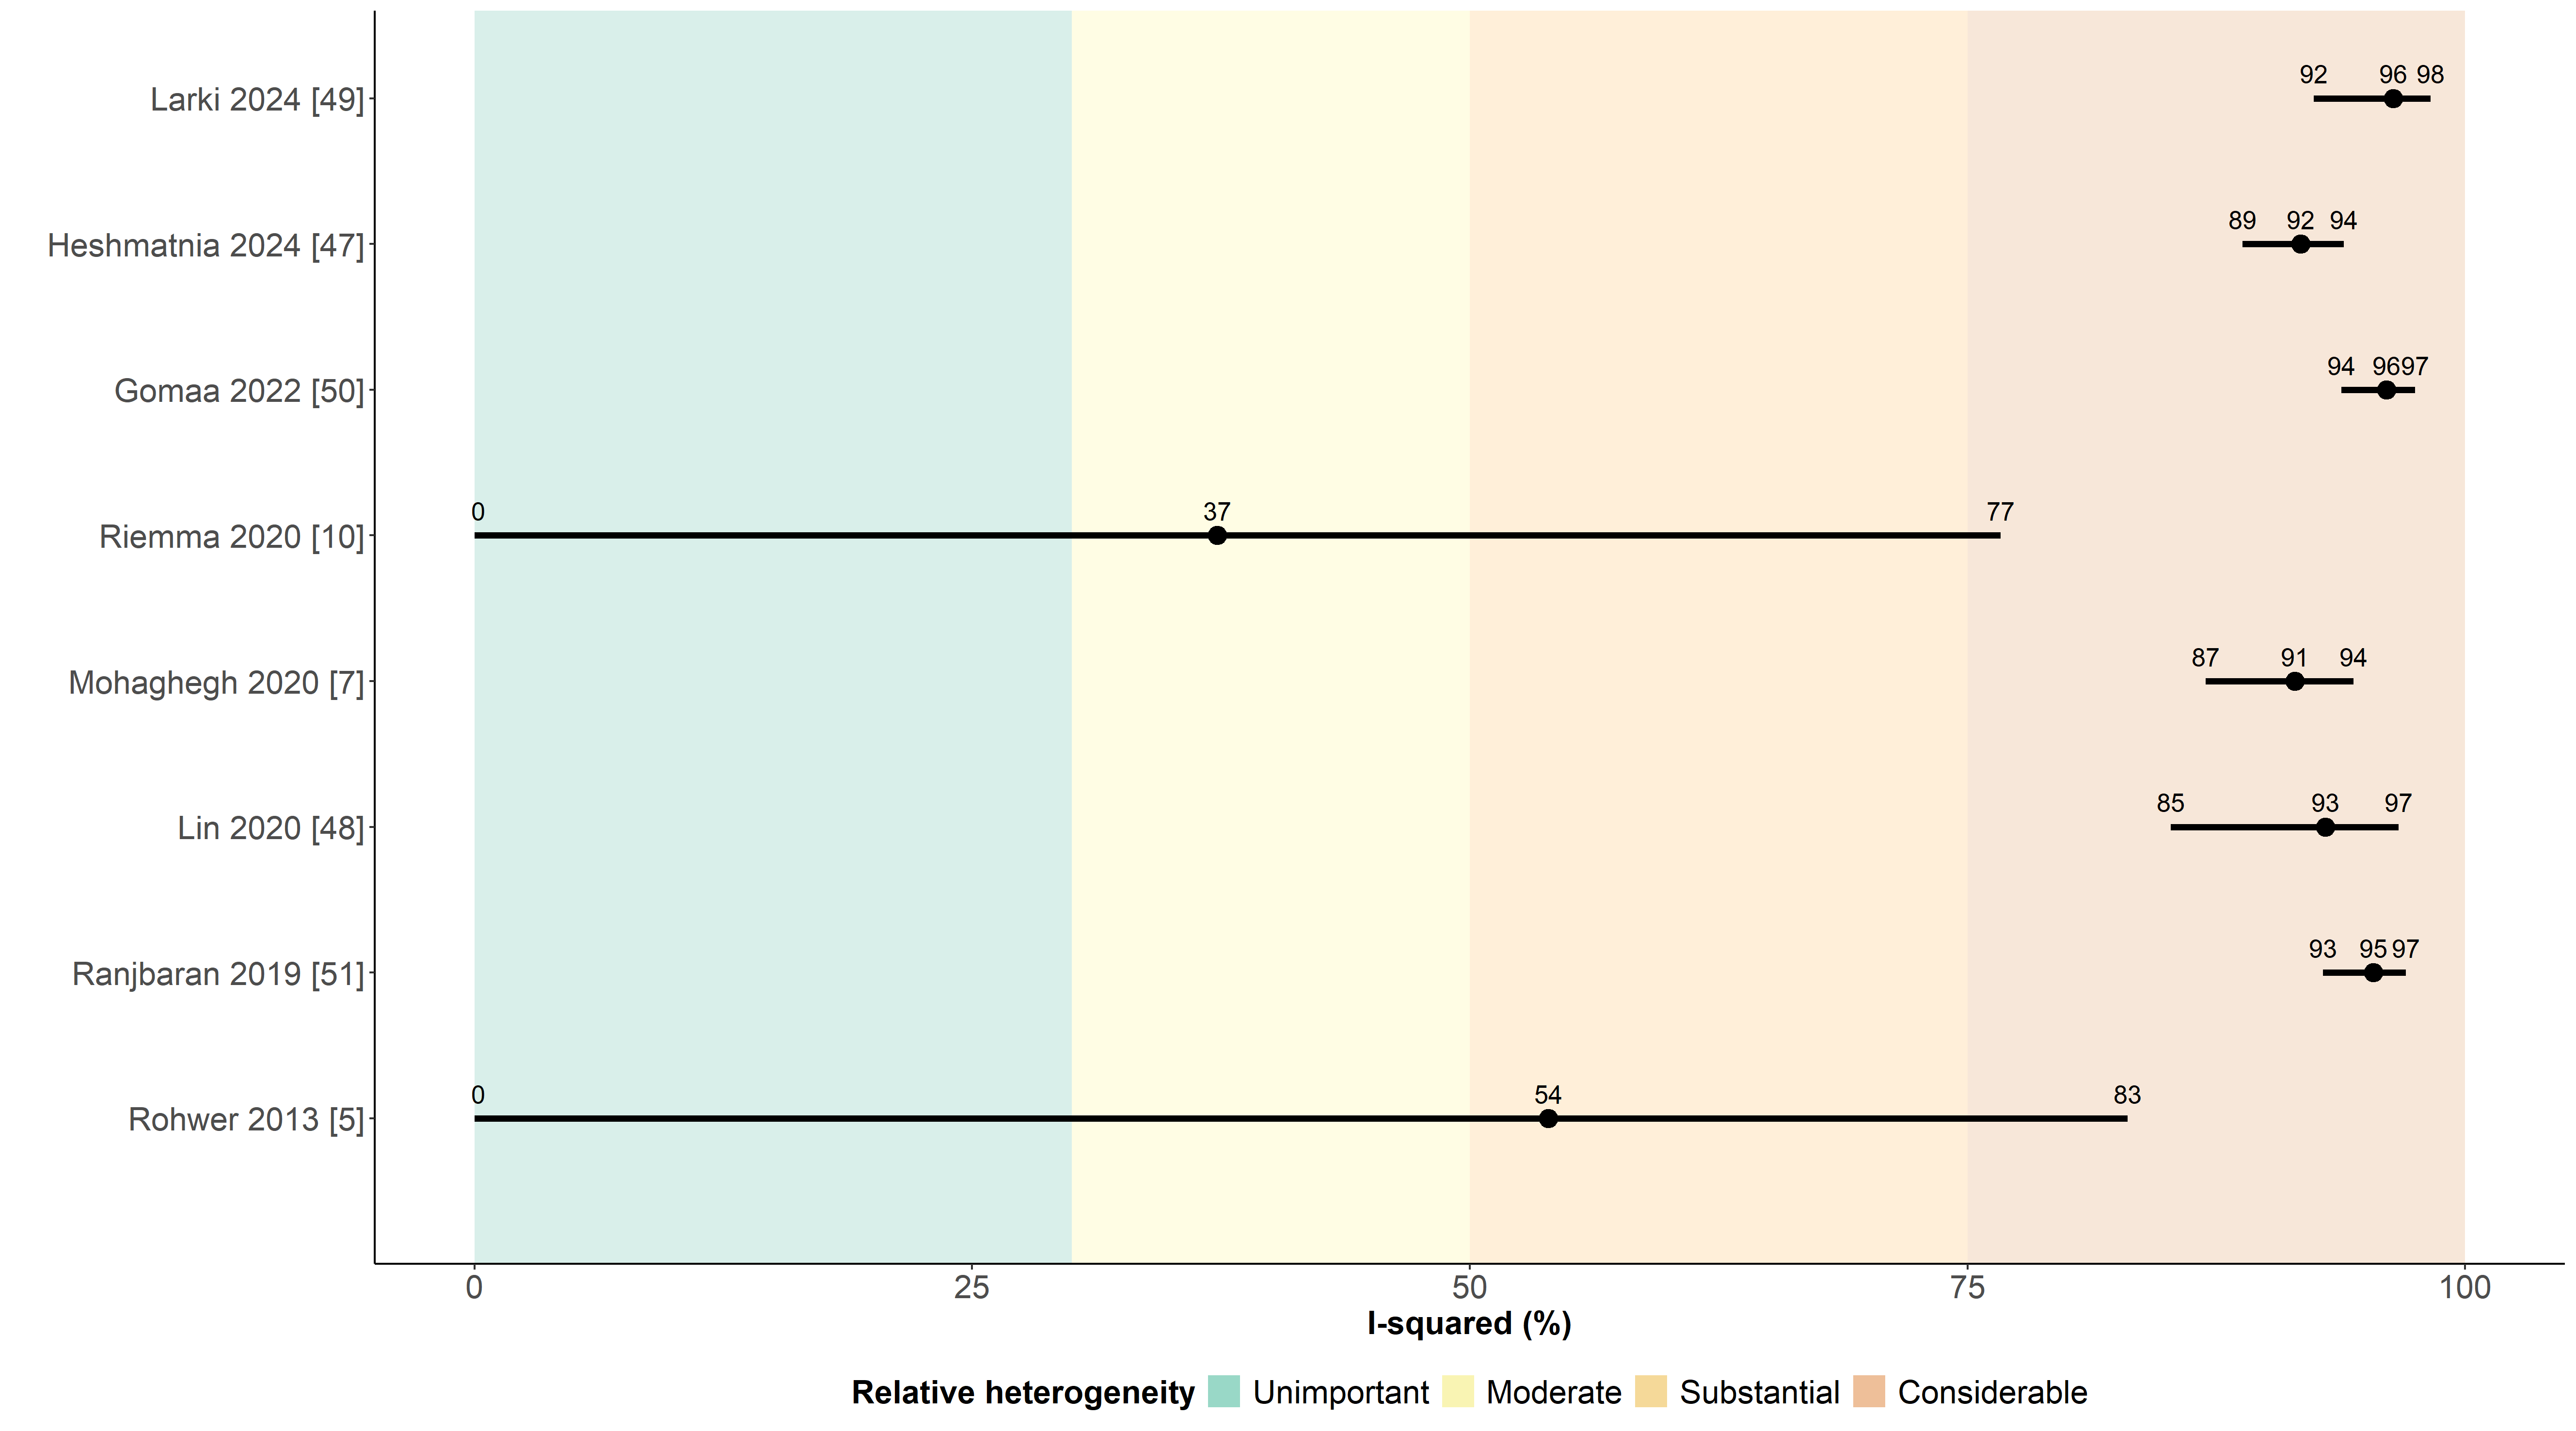 92 96 98
Larki 2024 [49]
89 92 94
Heshmatnia 2024 [47]
94 96 97
Gomaa 2022 [50]
0 37 77
Riemma 2020 [10]
87 91 94
Mohaghegh 2020 [7]
85 93 97
Lin 2020 [48]
93 95 97
Ranjbaran 2019 [51]
0 54 83
Rohwer 2013 [5]
0 25 50 75 100
I-squared (%)
Relative heterogeneity Unimportant Moderate Substantial Considerable